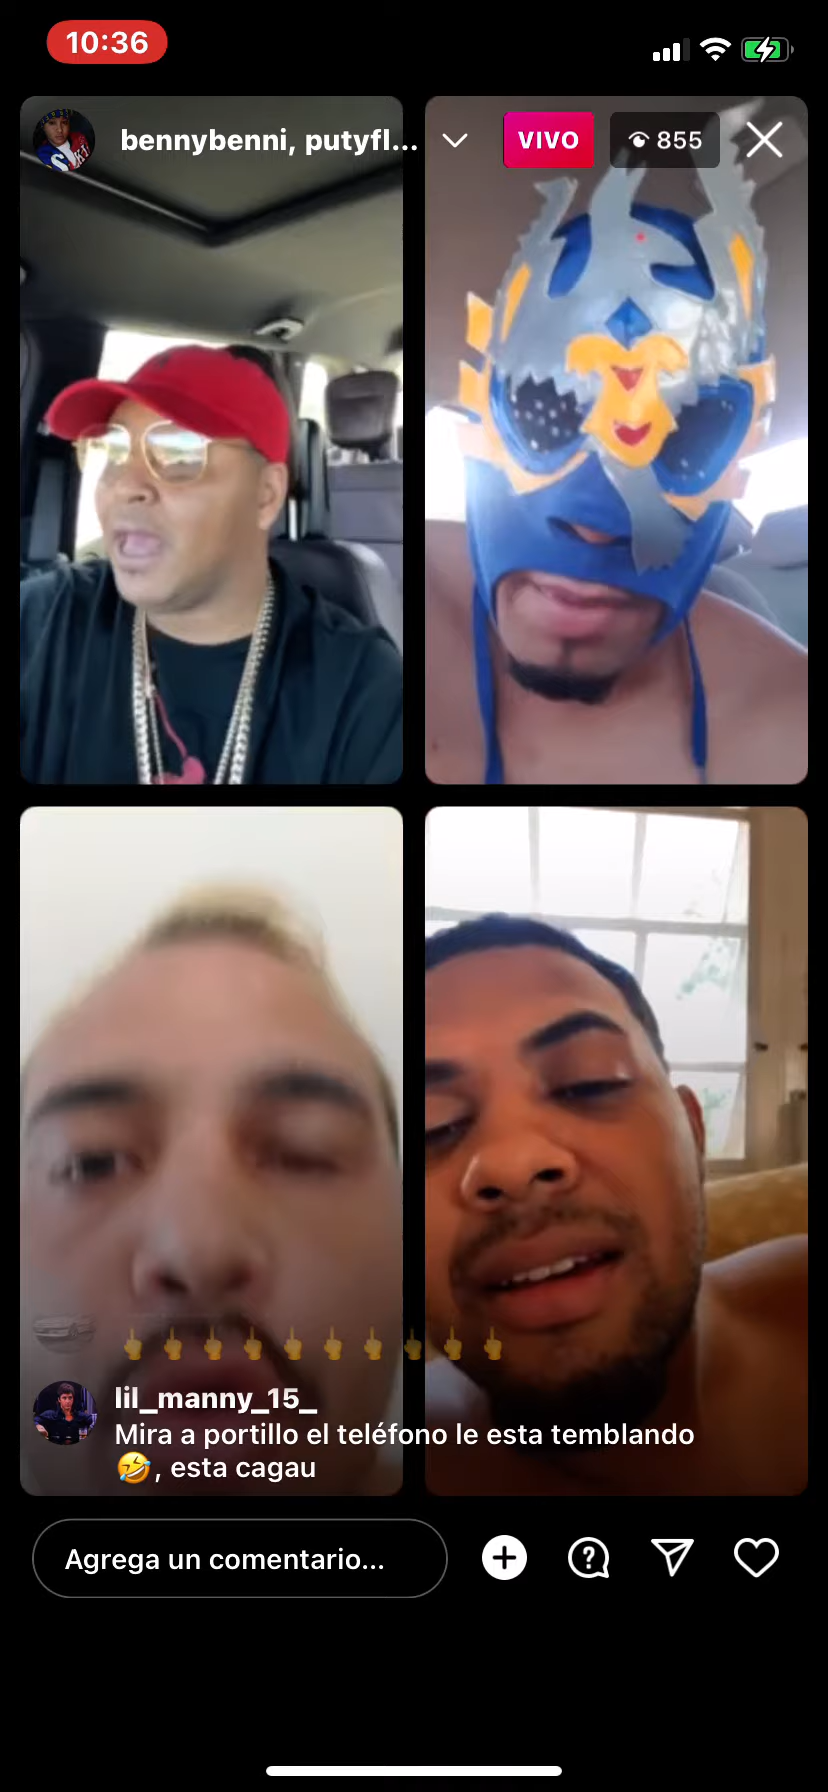 10:36
bennybenni, putyfl...
VIVO
855
lil_manny_15_
Mira a portillo el teléfono le esta temblando
🤣, esta cagau
Agrega un comentario...